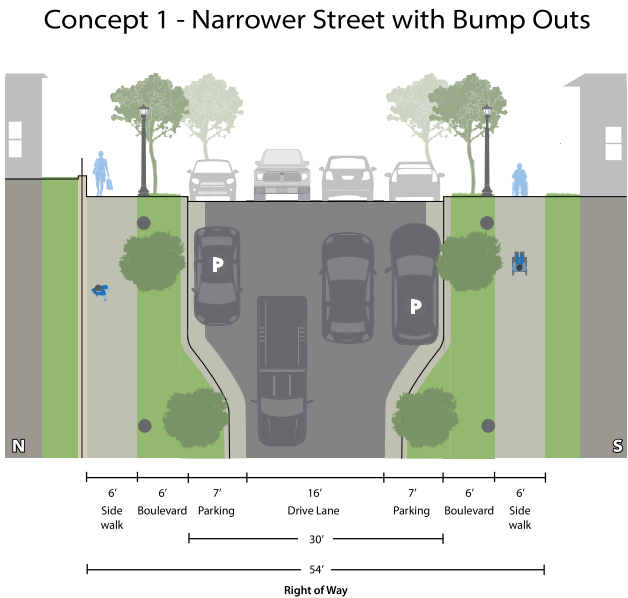 Concept 1 - Narrower Street with Bump Outs
P
P
N
S
6’ 6’ 7’ 16’ 7’ 6’ 6’
Side Boulevard Parking Drive Lane Parking Boulevard Side
walk walk
30’
54’
Right of Way